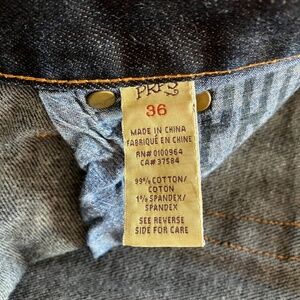 PRPS
36
MADE IN CHINA
FABRIQUÉ EN CHINE
RN# 0100964
CA# 37584
99% COTTON/
COTON
1% SPANDEX/
SPANDEX
SEE REVERSE
SIDE FOR CARE